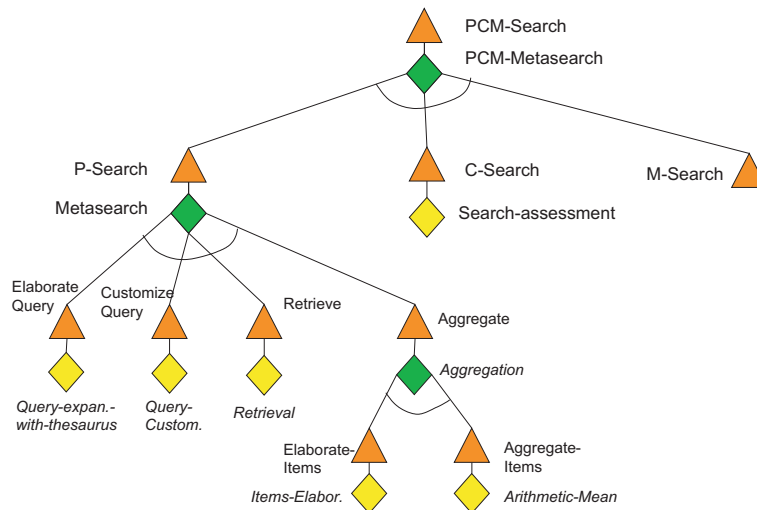 PCM-Search
PCM-Metasearch
P-Search
C-Search
M-Search
Metasearch
Search-assessment
Elaborate
Query
Customize
Query
Retrieve
Aggregate
Query-expan.-
with-thesaurus
Query-
Custom.
Retrieval
Aggregation
Elaborate-
Items
Aggregate-
Items
Items-Elabor.
Arithmetic-Mean